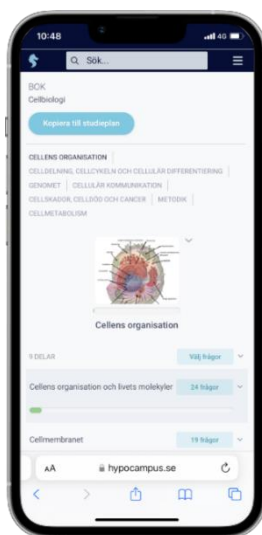 10:48
4G
Sök...
BOK
Cellbiologi
Kopiera till studieplan
CELLENS ORGANISATION
CELLDELNING, CELLCYKELN OCH CELLULÄR DIFFERENTIERING
GENOMET CELLULÄR KOMMUNIKATION
CELLSKADOR, CELLDÖD OCH CANCER METODIK
CELLMETABOLISM
Cellens organisation
9 DELAR Välj frågor
Cellens organisation och livets molekyler 24 frågor
Cellmembranet 19 frågor
AA hypocampus.se